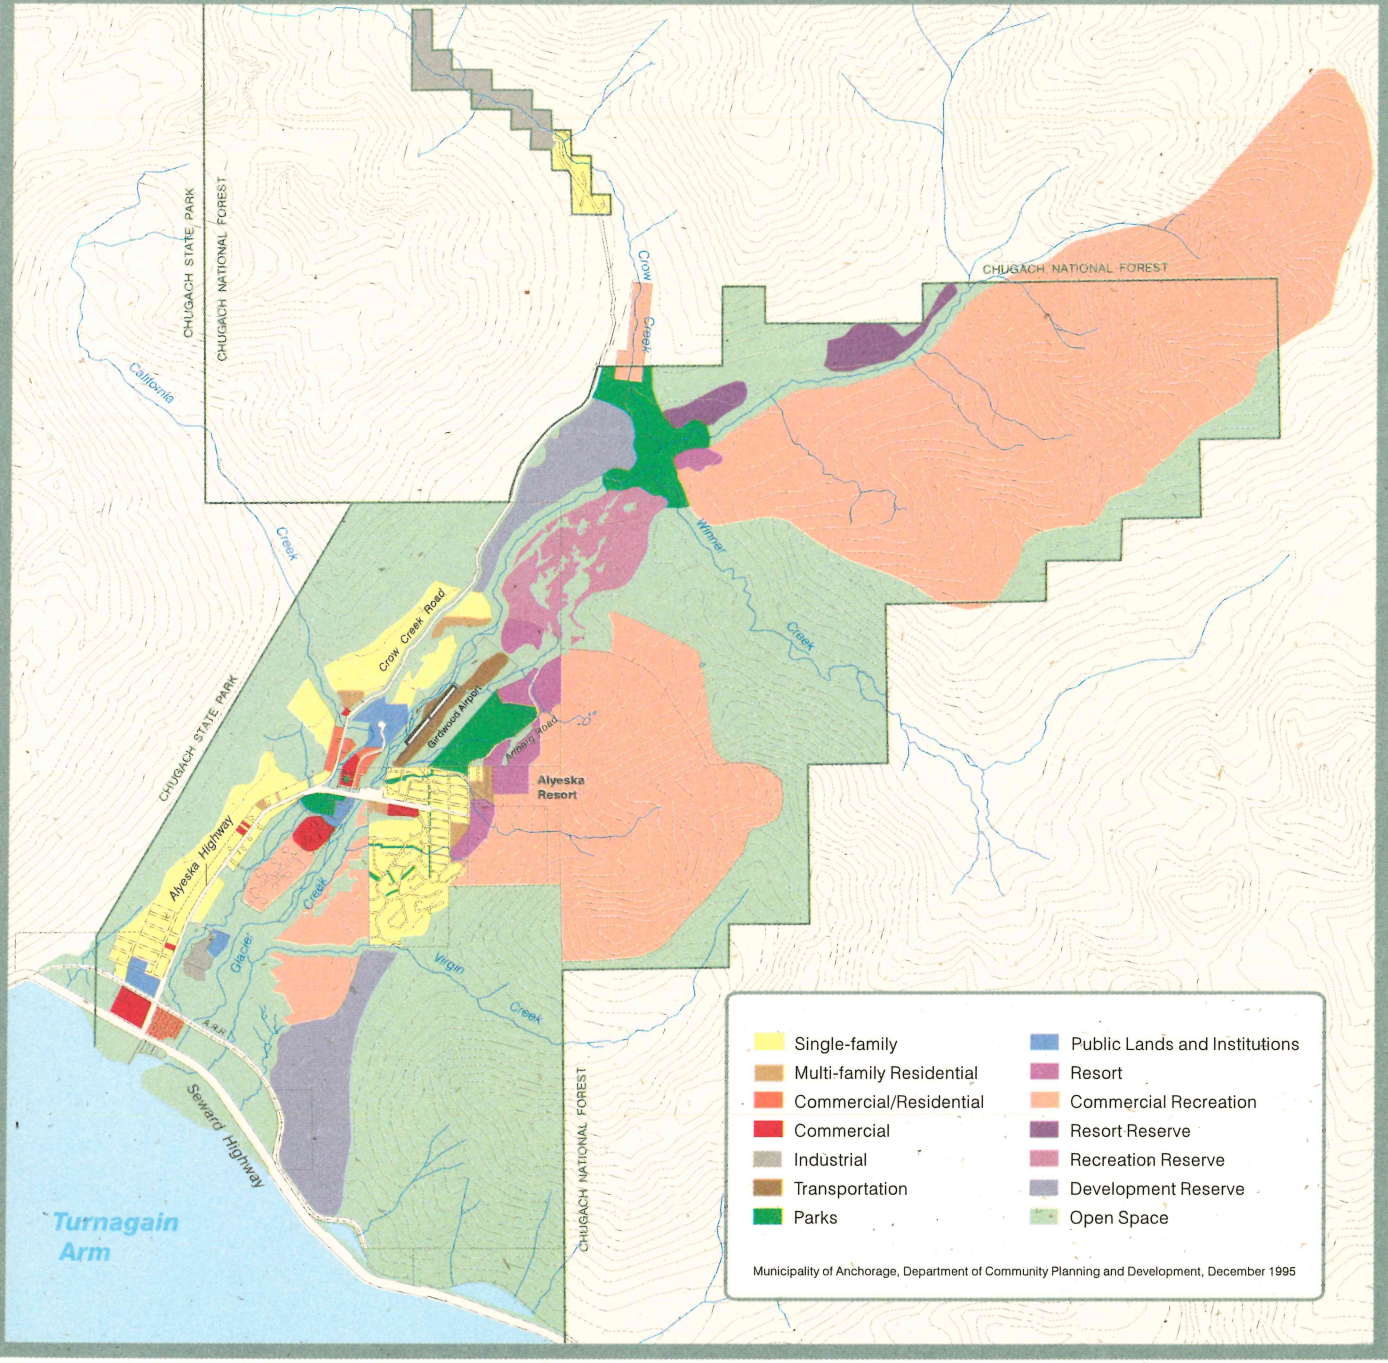 Crow
Creek
CHUGACH NATIONAL FOREST
CHUGACH STATE PARK
CHUGACH NATIONAL FOREST
California
Creek
Winner
Creek
Crow Creek Road
CHUGACH STATE PARK
Girdwood Airport
Arlberg Road
Alyeska
Resort
Alyeska Highway
Creek
Glacier
Virgin
Creek
A.R.R.
Seward Highway
CHUGACH NATIONAL FOREST
Turnagain
Arm
Single-family
Multi-family Residential
Commercial/Residential
Commercial
Industrial
Transportation
Parks
Public Lands and Institutions
Resort
Commercial Recreation
Resort Reserve
Recreation Reserve
Development Reserve
Open Space
Municipality of Anchorage, Department of Community Planning and Development, December 1995